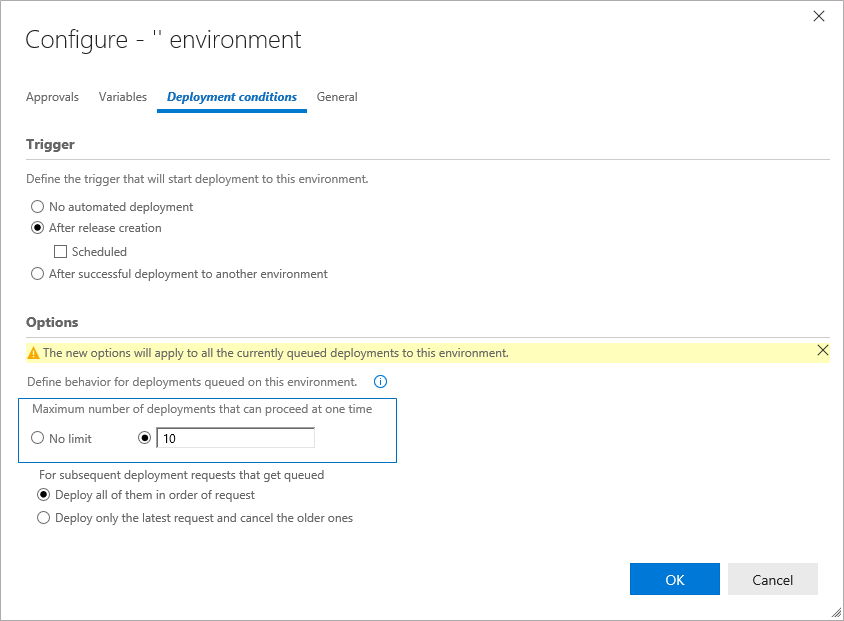 Configure - '' environment
Approvals Variables Deployment conditions General
Trigger
Define the trigger that will start deployment to this environment.
No automated deployment
After release creation
Scheduled
After successful deployment to another environment
Options
The new options will apply to all the currently queued deployments to this environment.
Define behavior for deployments queued on this environment.
Maximum number of deployments that can proceed at one time
No limit 10
For subsequent deployment requests that get queued
Deploy all of them in order of request
Deploy only the latest request and cancel the older ones
OK Cancel